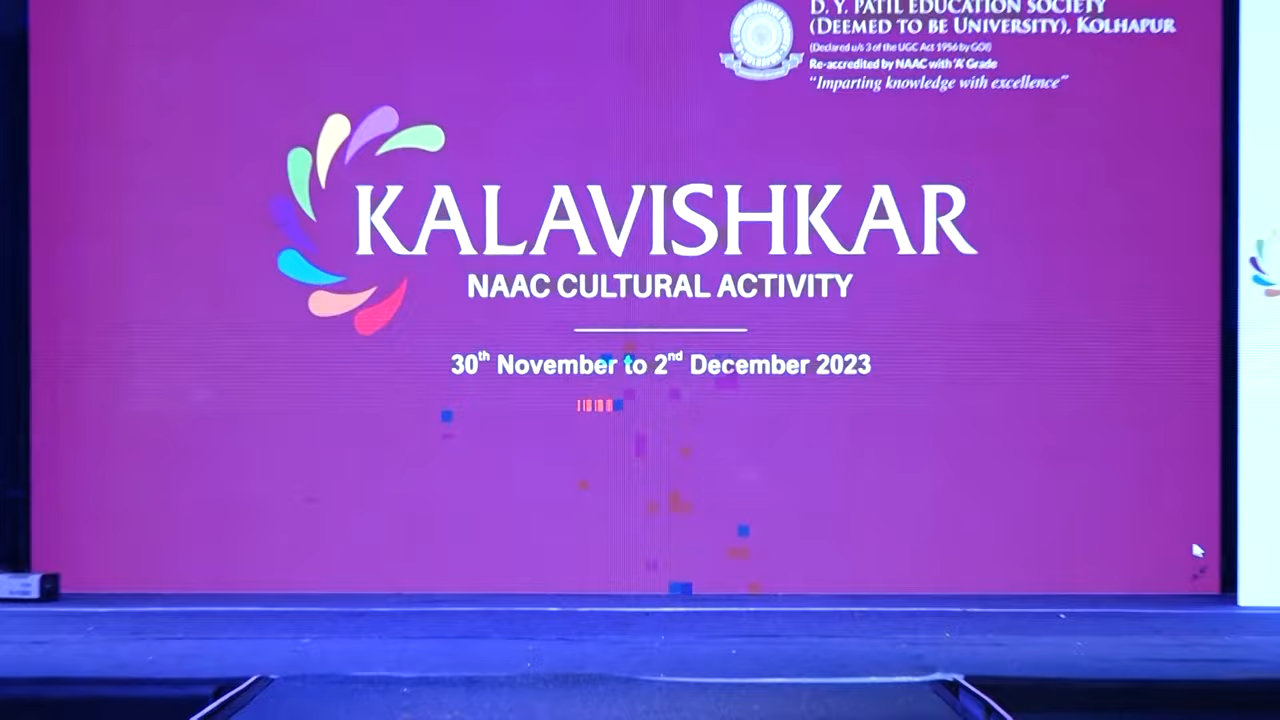 D. Y. PATIL EDUCATION SOCIETY
(DEEMED TO BE UNIVERSITY), KOLHAPUR
(Declared u/s 3 of the UGC Act 1956 by GOI)
Re-accredited by NAAC with 'A' Grade
"Imparting knowledge with excellence"
KALAVISHKAR
NAAC CULTURAL ACTIVITY
30th November to 2nd December 2023